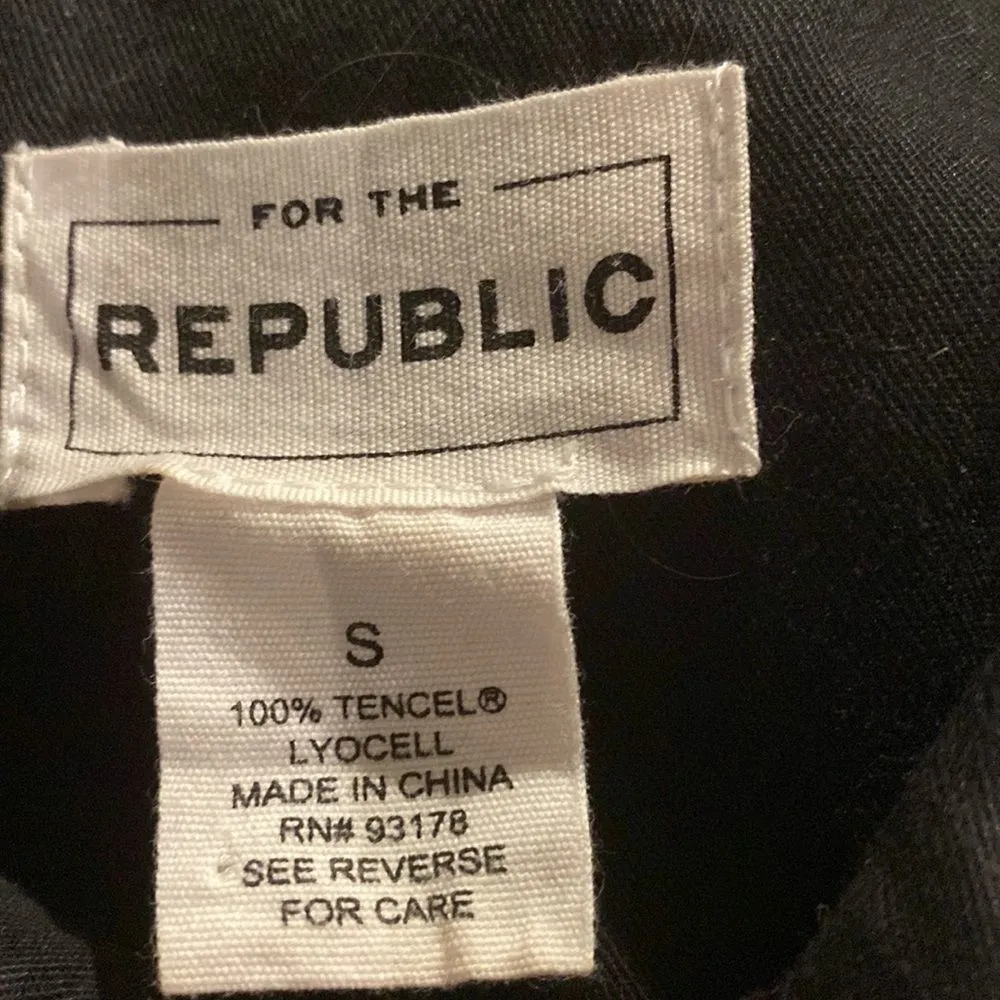 FOR THE
REPUBLIC
S
100% TENCEL®
LYOCELL
MADE IN CHINA
RN# 93178
SEE REVERSE
FOR CARE